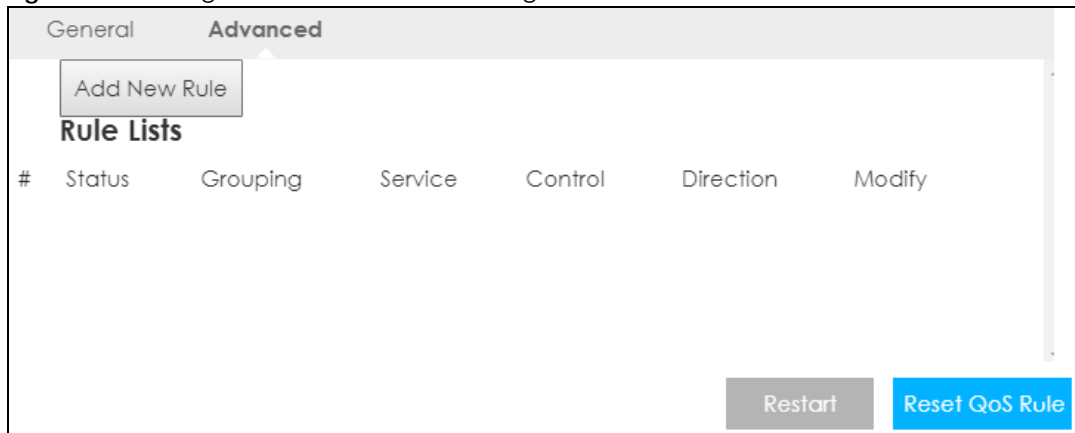 General Advanced
Add New Rule
Rule Lists
# Status Grouping Service Control Direction Modify
Restart Reset QoS Rule